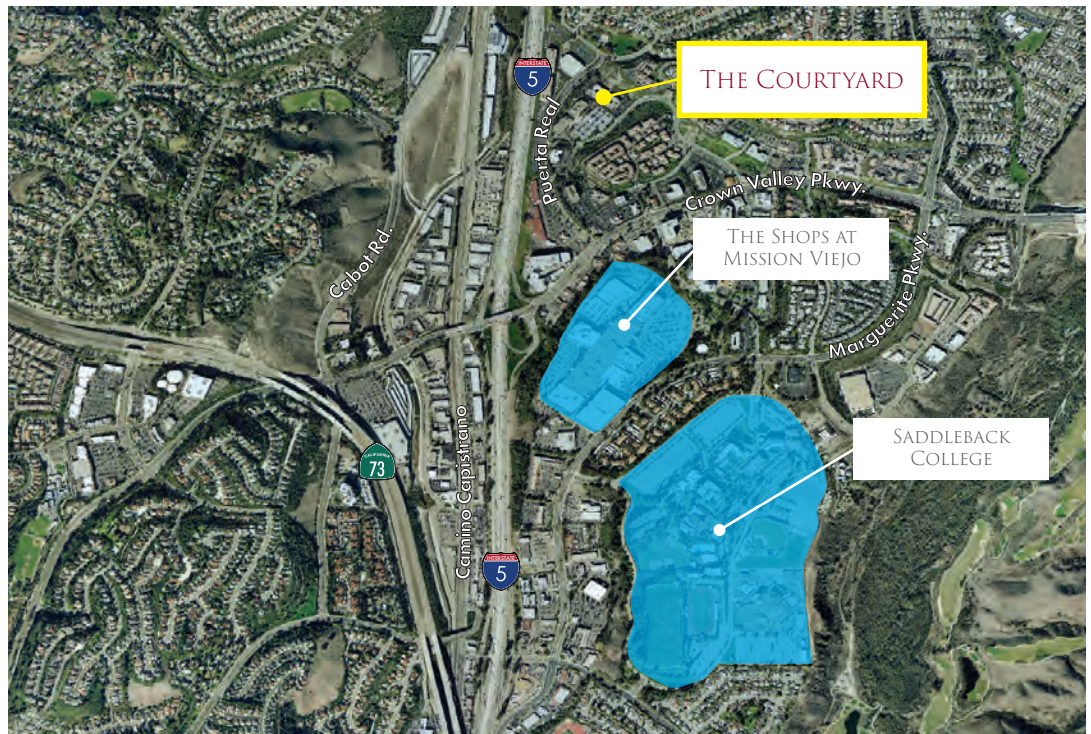 INTERSTATE
5
THE COURTYARD
Puerta Real
Crown Valley Pkwy.
THE SHOPS AT
MISSION VIEJO
Cabot Rd.
Marguerite Pkwy.
SADDLEBACK
COLLEGE
CALIFORNIA
73
Camino Capistrano
INTERSTATE
5